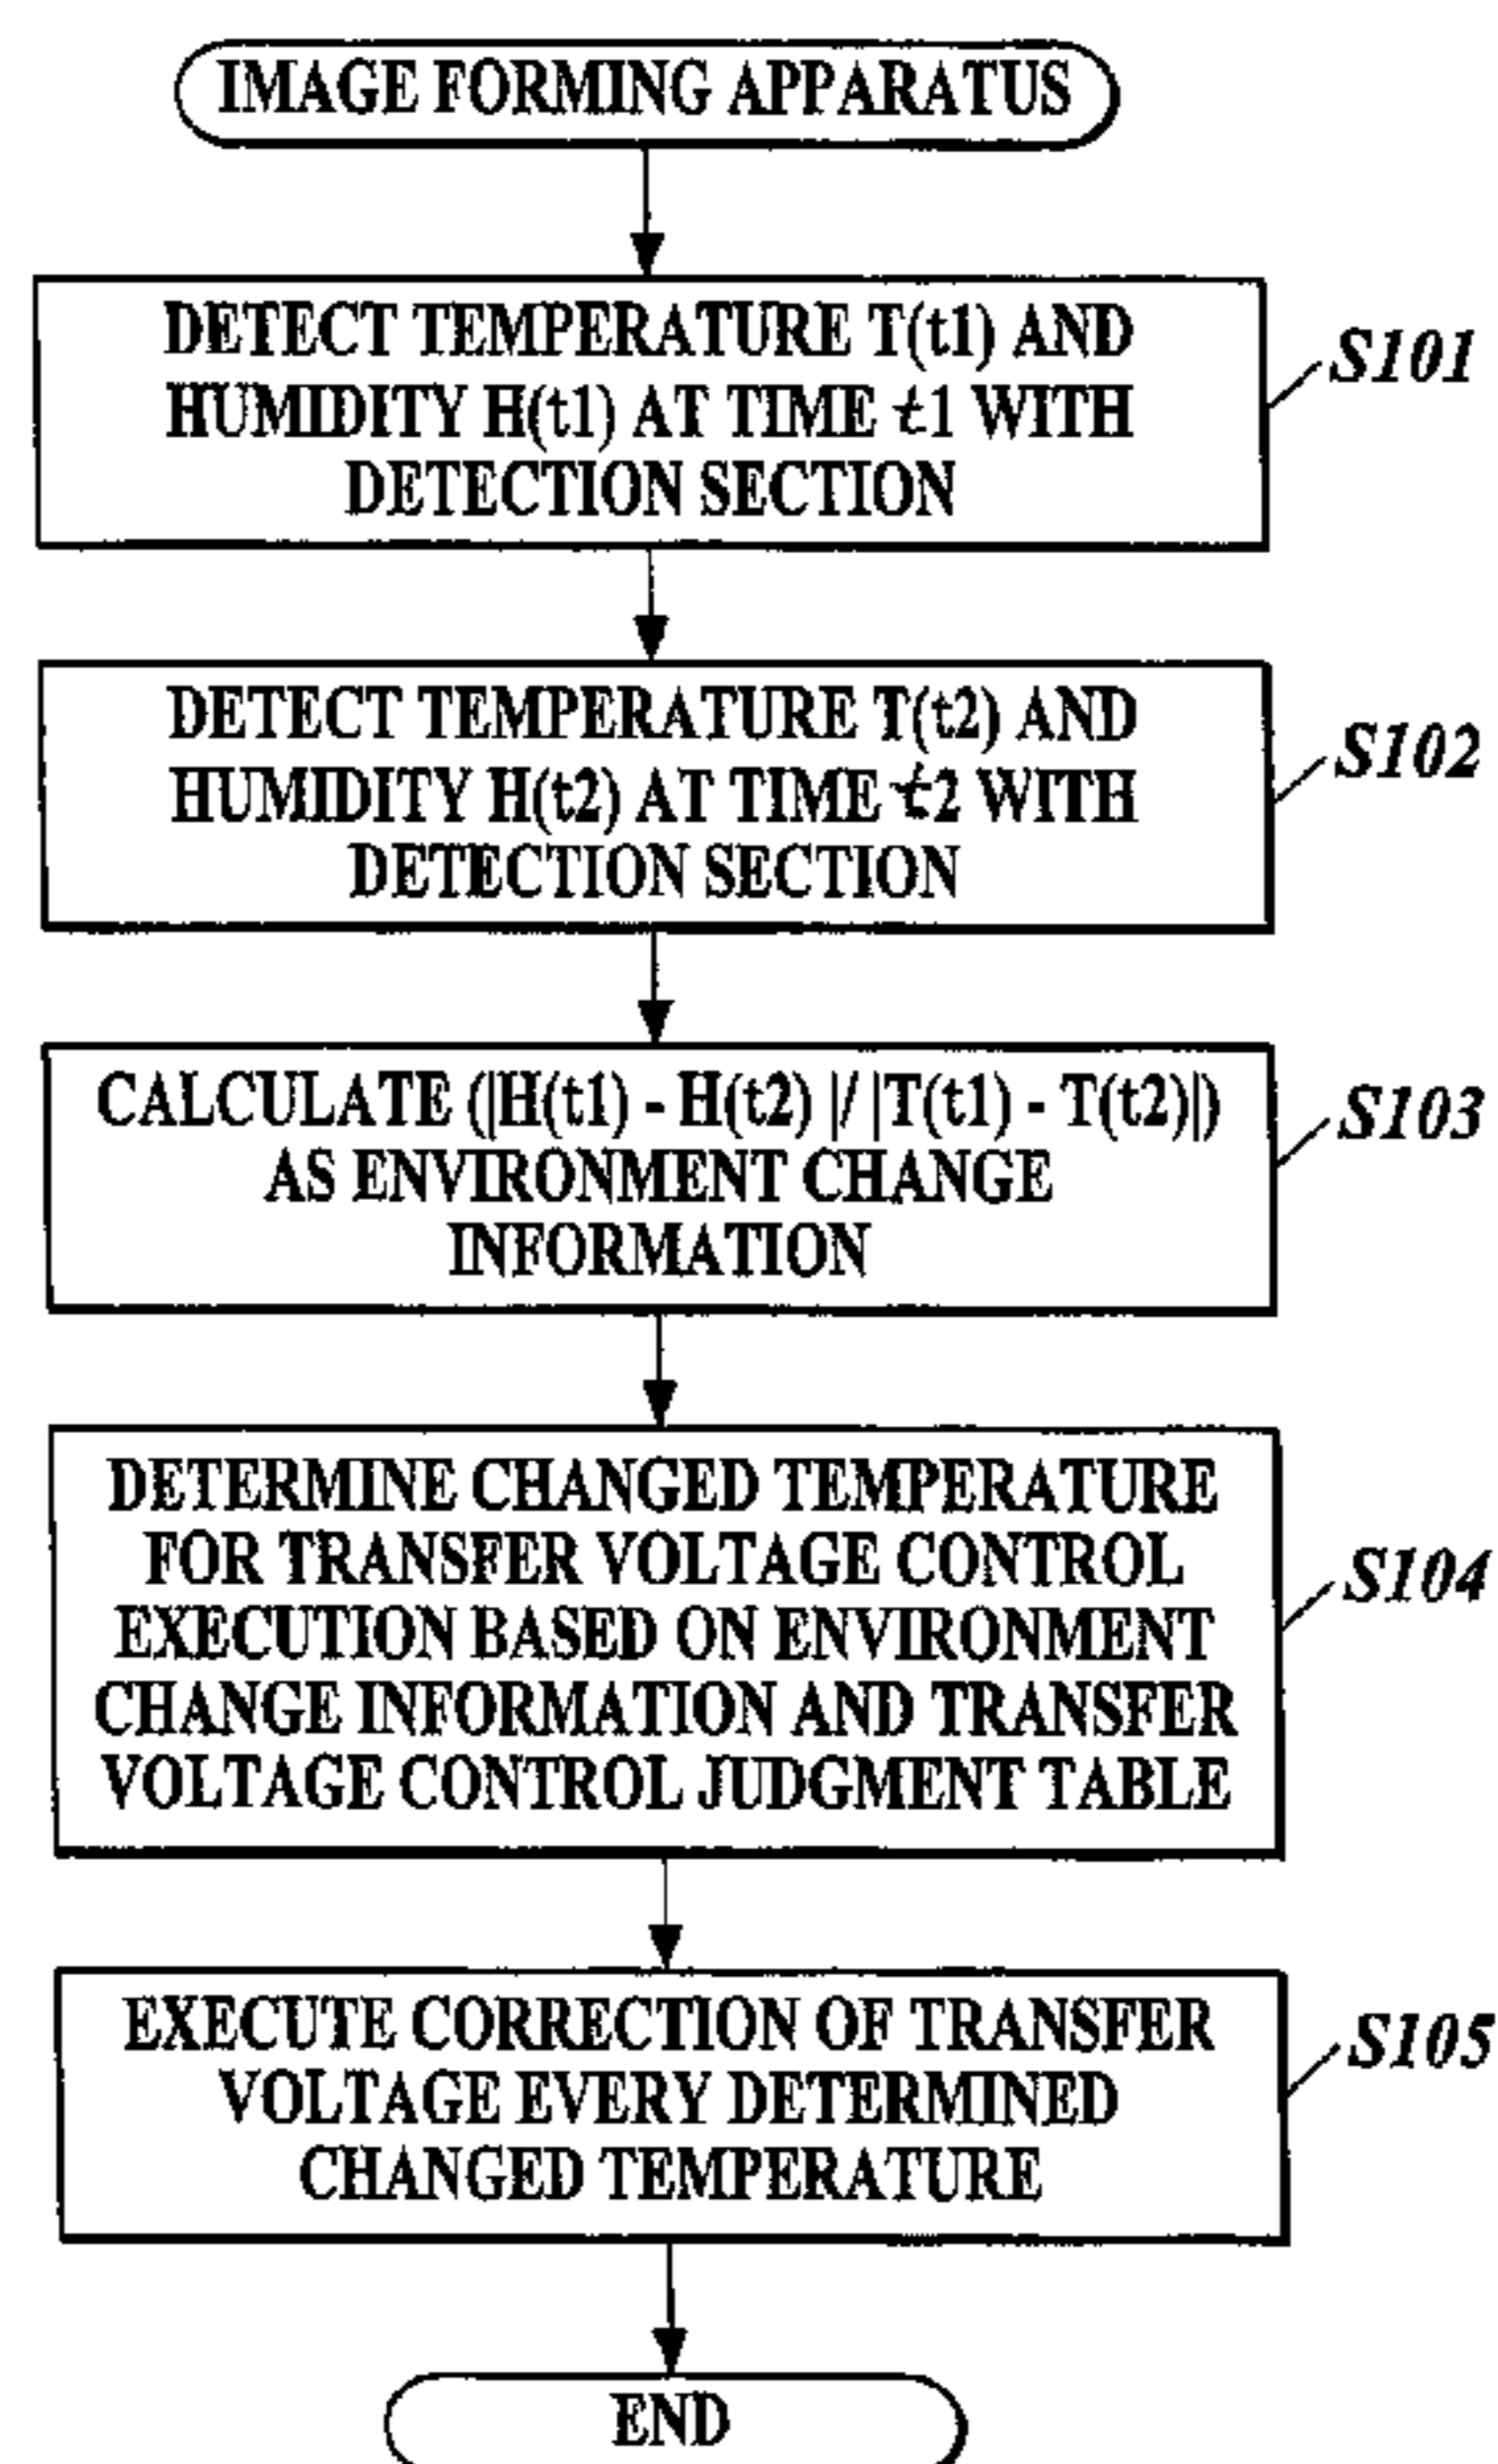 IMAGE FORMING APPARATUS
DETECT TEMPERATURE T(t1) AND
HUMIDITY H(t1) AT TIME t1 WITH
DETECTION SECTION
S101
DETECT TEMPERATURE T(t2) AND
HUMIDITY H(t2) AT TIME t2 WITH
DETECTION SECTION
S102
CALCULATE (|H(t1) - H(t2) |/ |T(t1) - T(t2)|)
AS ENVIRONMENT CHANGE
INFORMATION
S103
DETERMINE CHANGED TEMPERATURE
FOR TRANSFER VOLTAGE CONTROL
EXECUTION BASED ON ENVIRONMENT
CHANGE INFORMATION AND TRANSFER
VOLTAGE CONTROL JUDGMENT TABLE
S104
EXECUTE CORRECTION OF TRANSFER
VOLTAGE EVERY DETERMINED
CHANGED TEMPERATURE
S105
END